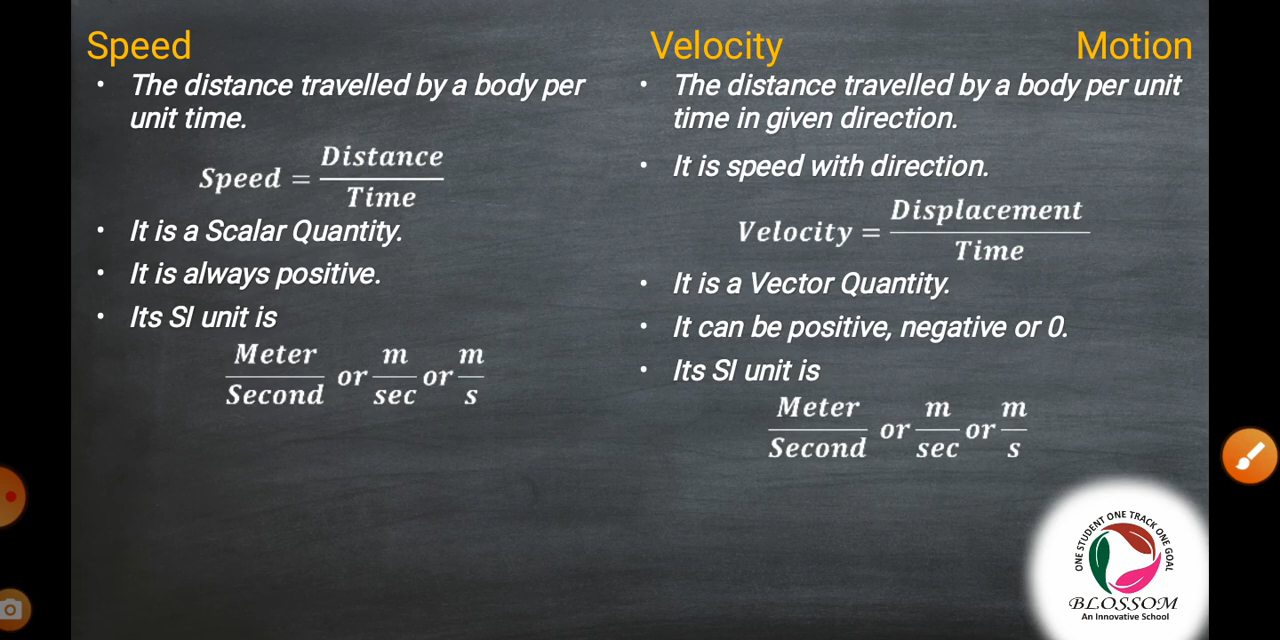 Speed
• The distance travelled by a body per
unit time.
Speed = Distance / Time
• It is a Scalar Quantity.
• It is always positive.
• Its SI unit is
Meter / Second or m / sec or m / s
Velocity
• The distance travelled by a body per unit
time in given direction.
• It is speed with direction.
Velocity = Displacement / Time
• It is a Vector Quantity.
• It can be positive, negative or 0.
• Its SI unit is
Meter / Second or m / sec or m / s
Motion
ONE STUDENT ONE TRACK ONE GOAL
BLOSSOM
An Innovative School